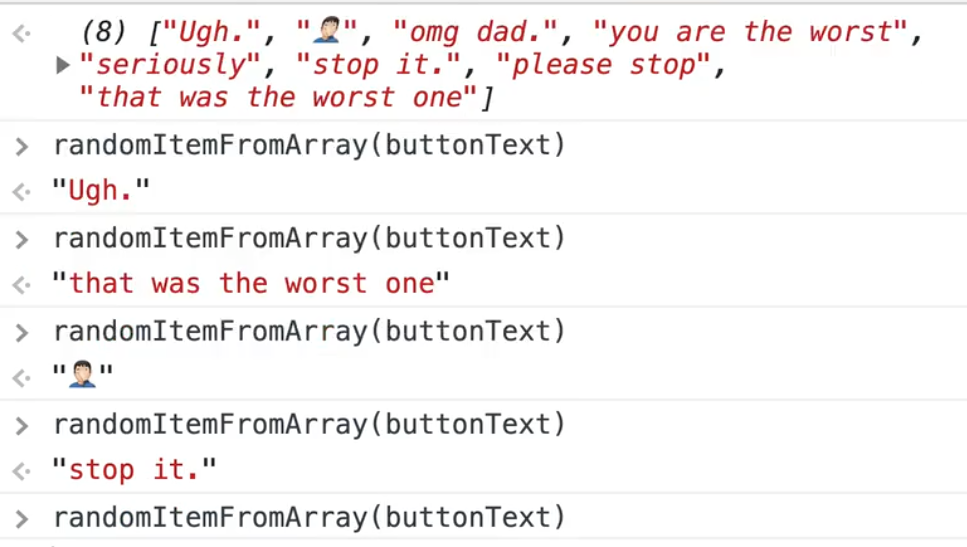 (8) ["Ugh.", "🤦🏻‍♂️", "omg dad.", "you are the worst",
"seriously", "stop it.", "please stop",
"that was the worst one"]
randomItemFromArray(buttonText)
"Ugh."
randomItemFromArray(buttonText)
"that was the worst one"
randomItemFromArray(buttonText)
"🤦🏻‍♂️"
randomItemFromArray(buttonText)
"stop it."
randomItemFromArray(buttonText)